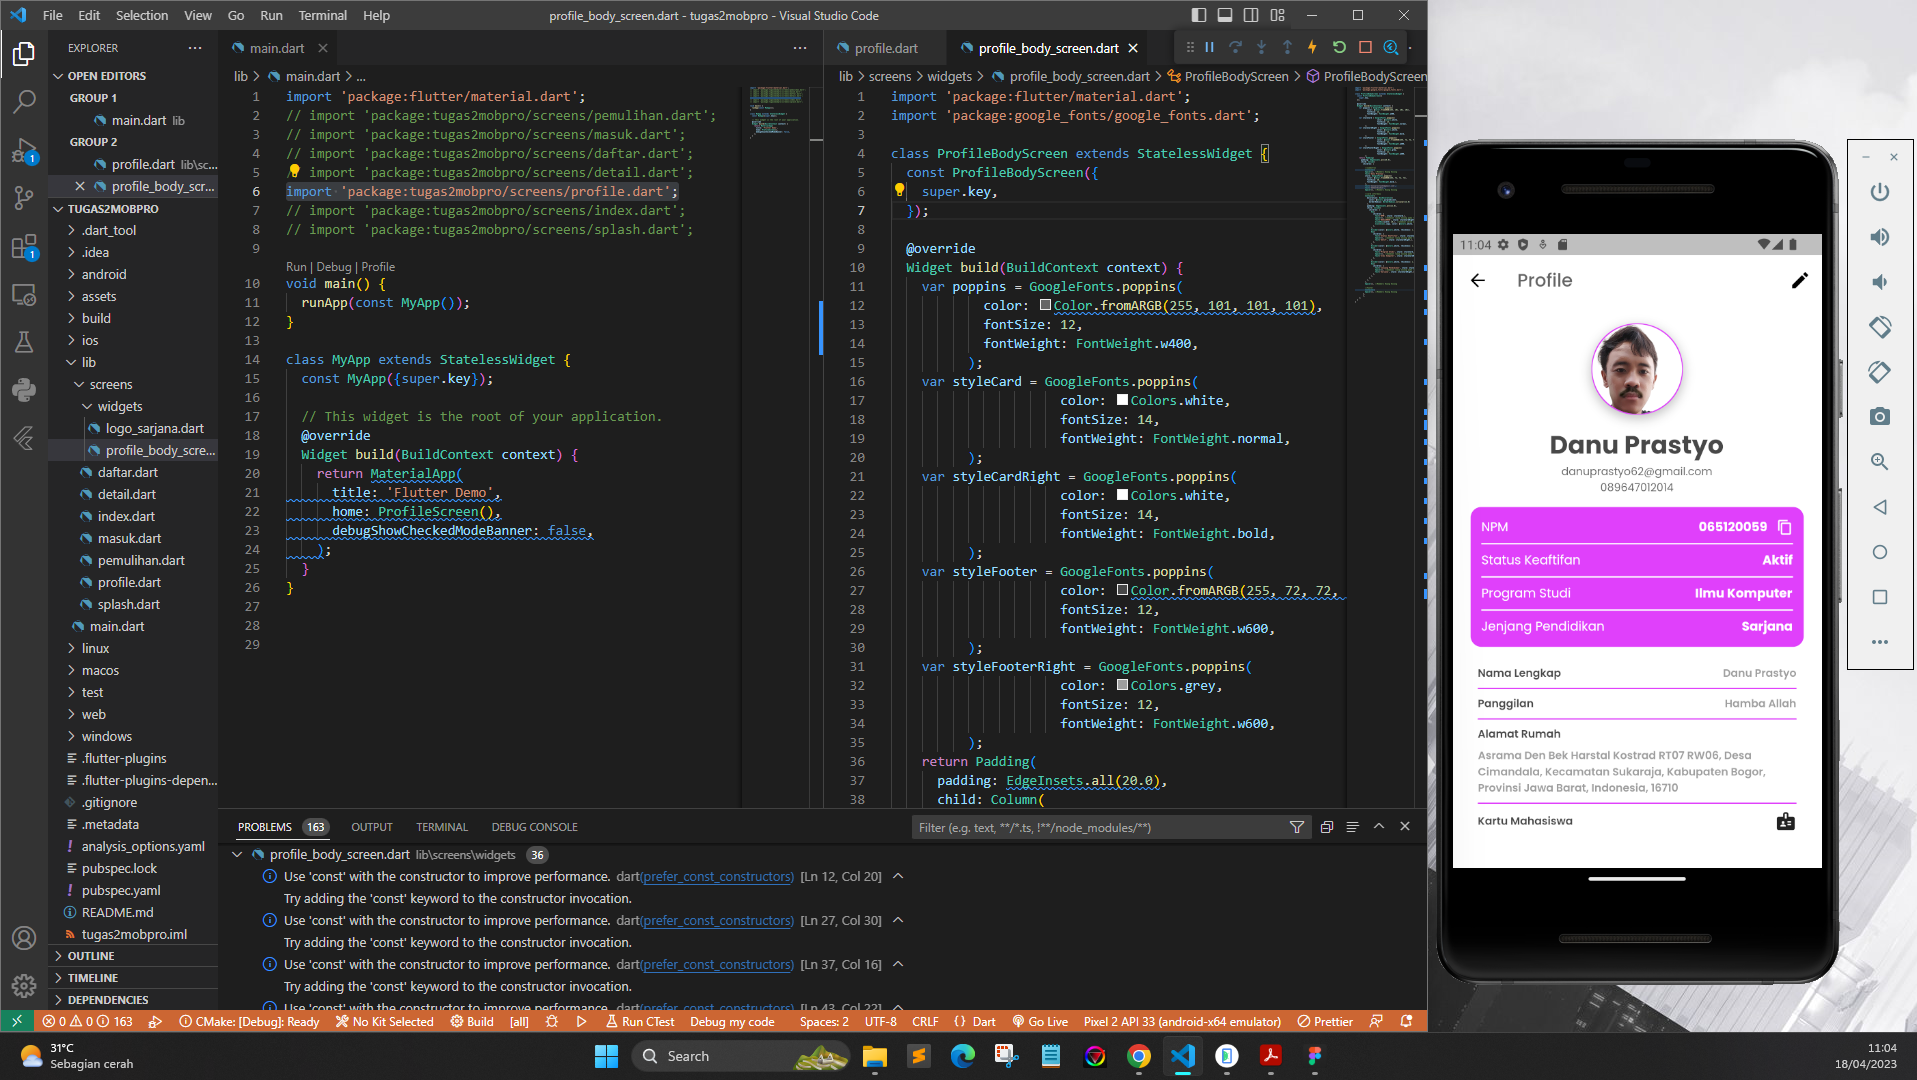 File Edit Selection View Go Run Terminal Help
profile_body_screen.dart - tugas2mobpro - Visual Studio Code
EXPLORER
OPEN EDITORS
GROUP 1
main.dart lib
GROUP 2
profile.dart lib\sc...
profile_body_scr...
TUGAS2MOBPRO
.dart_tool
.idea
android
assets
build
ios
lib
screens
widgets
logo_sarjana.dart
profile_body_scre...
daftar.dart
detail.dart
index.dart
masuk.dart
pemulihan.dart
profile.dart
splash.dart
main.dart
linux
macos
test
web
windows
.flutter-plugins
.flutter-plugins-depen...
.gitignore
.metadata
analysis_options.yaml
pubspec.lock
pubspec.yaml
README.md
tugas2mobpro.iml
OUTLINE
TIMELINE
DEPENDENCIES
main.dart
lib > main.dart > ...
1 import 'package:flutter/material.dart';
2 // import 'package:tugas2mobpro/screens/pemulihan.dart';
3 // import 'package:tugas2mobpro/screens/masuk.dart';
4 // import 'package:tugas2mobpro/screens/daftar.dart';
5 // import 'package:tugas2mobpro/screens/detail.dart';
6 import 'package:tugas2mobpro/screens/profile.dart';
7 // import 'package:tugas2mobpro/screens/index.dart';
8 // import 'package:tugas2mobpro/screens/splash.dart';
9
Run | Debug | Profile
10 void main() {
11 runApp(const MyApp());
12 }
13
14 class MyApp extends StatelessWidget {
15 const MyApp({super.key});
16
17 // This widget is the root of your application.
18 @override
19 Widget build(BuildContext context) {
20 return MaterialApp(
21 title: 'Flutter Demo',
22 home: ProfileScreen(),
23 debugShowCheckedModeBanner: false,
24 );
25 }
26 }
27
28
29
profile.dart
profile_body_screen.dart
lib > screens > widgets > profile_body_screen.dart > ProfileBodyScreen > ProfileBodyScreen
1 import 'package:flutter/material.dart';
2 import 'package:google_fonts/google_fonts.dart';
3
4 class ProfileBodyScreen extends StatelessWidget {
5 const ProfileBodyScreen({
6 super.key,
7 });
8
9 @override
10 Widget build(BuildContext context) {
11 var poppins = GoogleFonts.poppins(
12 color: Color.fromARGB(255, 101, 101, 101),
13 fontSize: 12,
14 fontWeight: FontWeight.w400,
15 );
16 var styleCard = GoogleFonts.poppins(
17 color: Colors.white,
18 fontSize: 14,
19 fontWeight: FontWeight.normal,
20 );
21 var styleCardRight = GoogleFonts.poppins(
22 color: Colors.white,
23 fontSize: 14,
24 fontWeight: FontWeight.bold,
25 );
26 var styleFooter = GoogleFonts.poppins(
27 color: Color.fromARGB(255, 72, 72,
28 fontSize: 12,
29 fontWeight: FontWeight.w600,
30 );
31 var styleFooterRight = GoogleFonts.poppins(
32 color: Colors.grey,
33 fontSize: 12,
34 fontWeight: FontWeight.w600,
35 );
36 return Padding(
37 padding: EdgeInsets.all(20.0),
38 child: Column(
PROBLEMS 163 OUTPUT TERMINAL DEBUG CONSOLE
Filter (e.g. text, **/*.ts, !**/node_modules/**)
profile_body_screen.dart lib\screens\widgets 36
Use 'const' with the constructor to improve performance. dart(prefer_const_constructors) [Ln 12, Col 20]
Try adding the 'const' keyword to the constructor invocation.
Use 'const' with the constructor to improve performance. dart(prefer_const_constructors) [Ln 27, Col 30]
Try adding the 'const' keyword to the constructor invocation.
Use 'const' with the constructor to improve performance. dart(prefer_const_constructors) [Ln 37, Col 16]
Try adding the 'const' keyword to the constructor invocation.
Use 'const' with the constructor to improve performance. dart(prefer_const_constructors) [Ln 43, Col 22]
0 0 163 CMake: [Debug]: Ready No Kit Selected Build [all] Run CTest Debug my code Spaces: 2 UTF-8 CRLF {} Dart Go Live Pixel 2 API 33 (android-x64 emulator) Prettier
11:04
Profile
Danu Prastyo
danuprastyo62@gmail.com
089647012014
NPM 065120059
Status Keaftifan Aktif
Program Studi Ilmu Komputer
Jenjang Pendidikan Sarjana
Nama Lengkap Danu Prastyo
Panggilan Hamba Allah
Alamat Rumah
Asrama Den Bek Harstal Kostrad RT07 RW06, Desa
Cimandala, Kecamatan Sukaraja, Kabupaten Bogor,
Provinsi Jawa Barat, Indonesia, 16710
Kartu Mahasiswa
31°C
Sebagian cerah
Search
11:04
18/04/2023
1
1